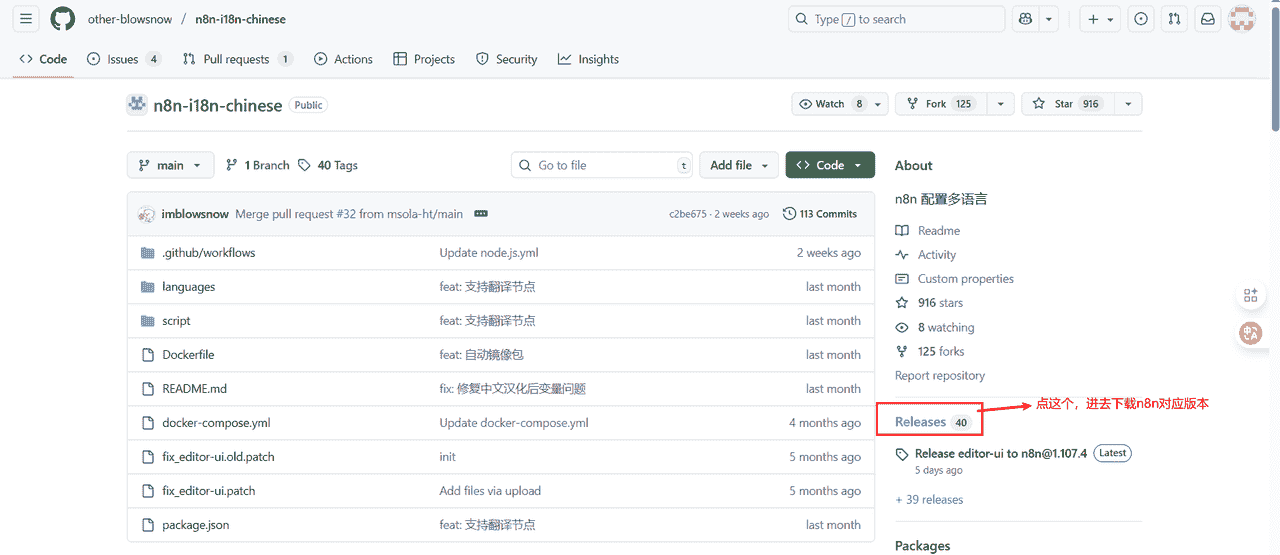 other-blowsnow / n8n-i18n-chinese
Type / to search
Code Issues 4 Pull requests 1 Actions Projects Security Insights
n8n-i18n-chinese Public
Watch 8 Fork 125 Star 916
main 1 Branch 40 Tags Go to file t Add file Code
imblowsnow Merge pull request #32 from msola-ht/main c2be675 · 2 weeks ago 113 Commits
.github/workflows Update node.js.yml 2 weeks ago
languages feat: 支持翻译节点 last month
script feat: 支持翻译节点 last month
Dockerfile feat: 自动镜像包 last month
README.md fix: 修复中文汉化后变量问题 last month
docker-compose.yml Update docker-compose.yml 4 months ago
fix_editor-ui.old.patch init 5 months ago
fix_editor-ui.patch Add files via upload 5 months ago
package.json feat: 支持翻译节点 last month
About
n8n 配置多语言
Readme
Activity
Custom properties
916 stars
8 watching
125 forks
Report repository
Releases 40
点这个，进去下载n8n对应版本
Release editor-ui to n8n@1.107.4 Latest
5 days ago
+ 39 releases
Packages